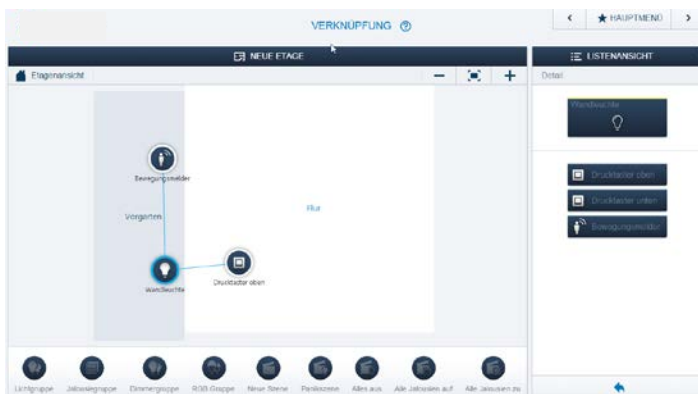 VERKNÜPFUNG
HAUPTMENÜ
NEUE ETAGE
LISTENANSICHT
Etagenansicht
Detail
Wandleuchte
Bewegungsmelder
Drucktaster oben
Drucktaster unten
Bewegungsmelder
Vorgarten
Flur
Wandleuchte
Drucktaster oben
Lichtgruppe
Jalousiegruppe
Dimmergruppe
RGB Gruppe
Neue Szene
Panikszene
Alles aus
Alle Jalousien auf
Alle Jalousien zu